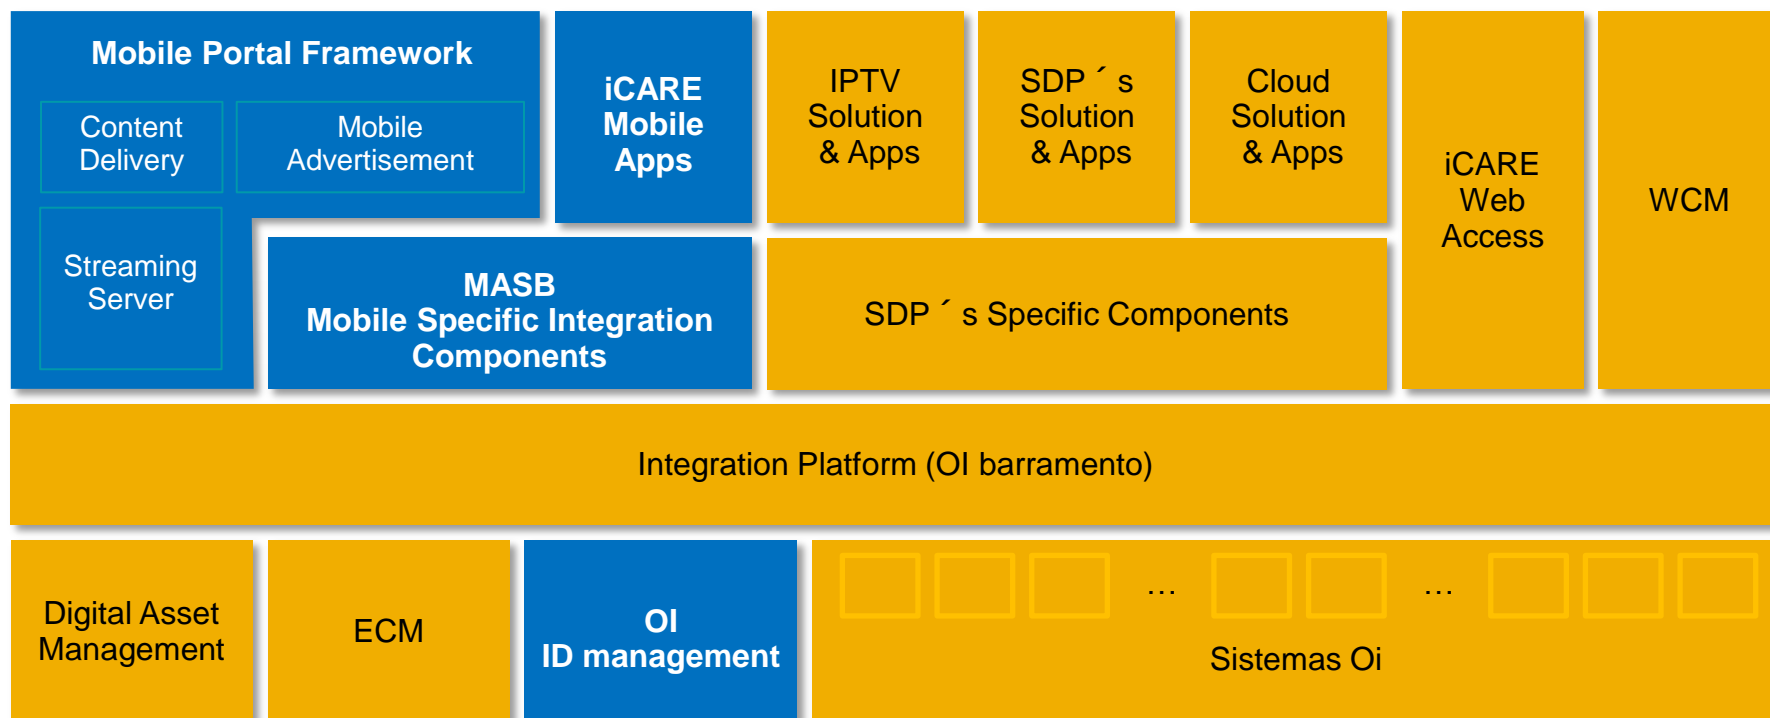 Mobile Portal Framework
Content
Delivery
Mobile
Advertisement
Streaming
Server
iCARE
Mobile
Apps
MASB
Mobile Specific Integration
Components
IPTV
Solution
& Apps
SDP ´ s
Solution
& Apps
Cloud
Solution
& Apps
SDP ´ s Specific Components
iCARE
Web
Access
WCM
Integration Platform (OI barramento)
Digital Asset
Management
ECM
OI
ID management
... ...
Sistemas Oi